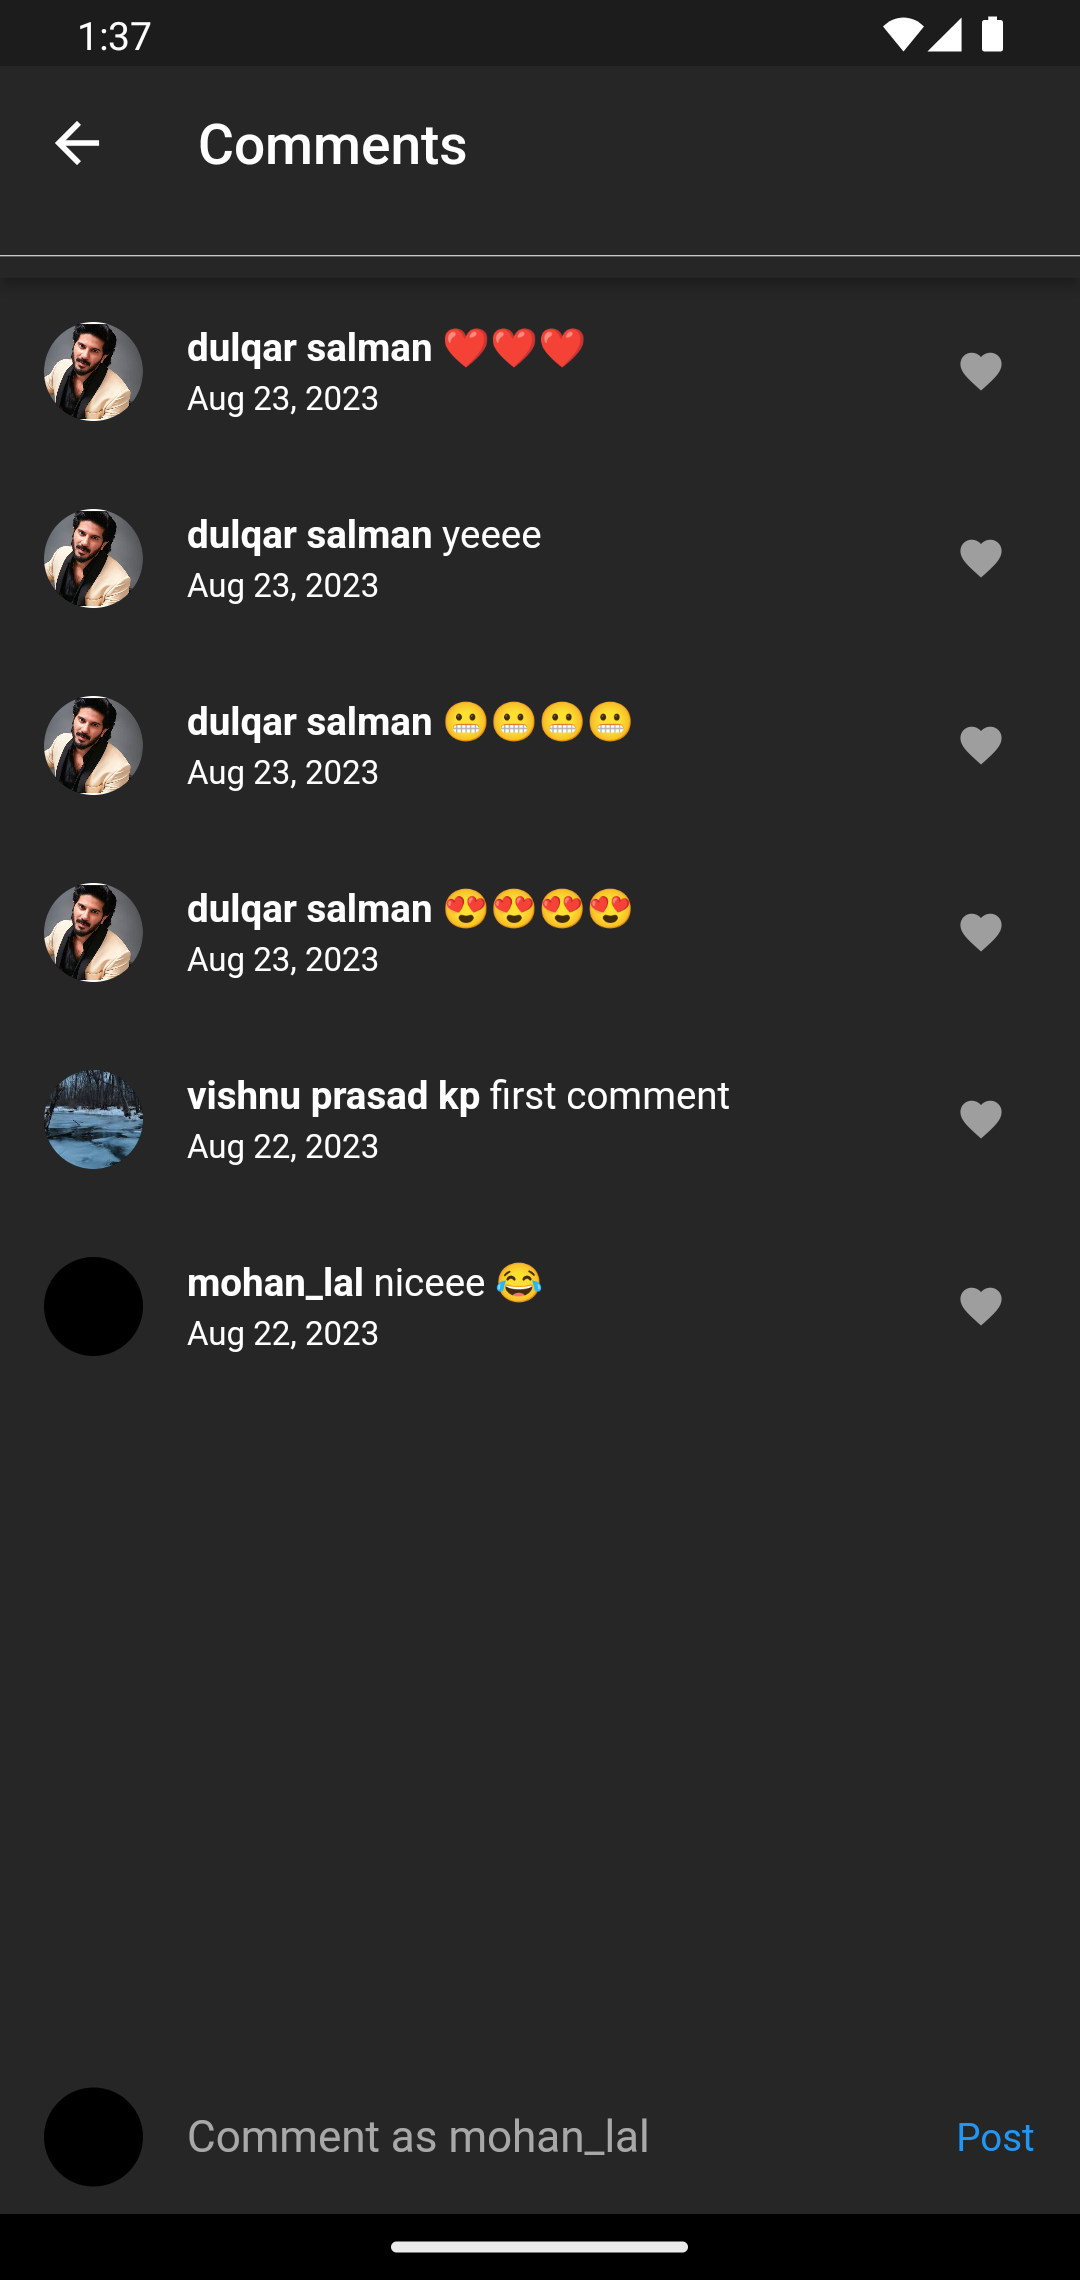 1:37
Comments
dulqar salman ❤️❤️❤️
Aug 23, 2023
dulqar salman yeeee
Aug 23, 2023
dulqar salman 😬😬😬😬
Aug 23, 2023
dulqar salman 😍😍😍😍
Aug 23, 2023
vishnu prasad kp first comment
Aug 22, 2023
mohan_lal niceee 😂
Aug 22, 2023
Comment as mohan_lal Post